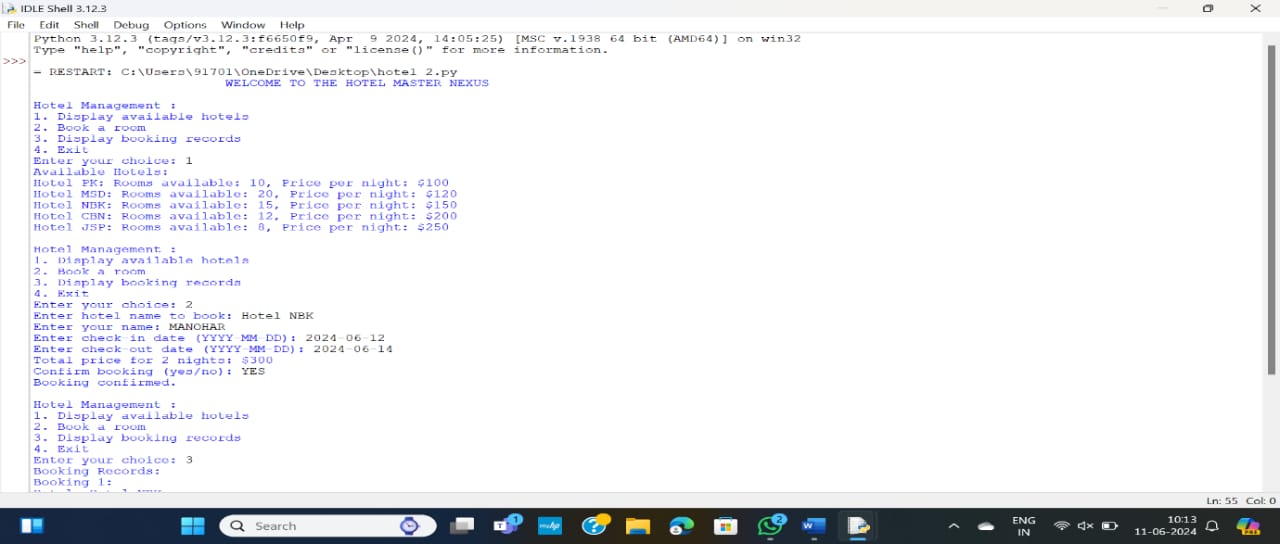 IDLE Shell 3.12.3
File Edit Shell Debug Options Window Help
Python 3.12.3 (tags/v3.12.3:f6650f9, Apr 9 2024, 14:05:25) [MSC v.1938 64 bit (AMD64)] on win32
Type "help", "copyright", "credits" or "license()" for more information.
>>>
= RESTART: C:\Users\91701\OneDrive\Desktop\hotel 2.py
WELCOME TO THE HOTEL MASTER NEXUS
Hotel Management :
1. Display available hotels
2. Book a room
3. Display booking records
4. Exit
Enter your choice: 1
Available Hotels:
Hotel PK: Rooms available: 10, Price per night: $100
Hotel MSD: Rooms available: 20, Price per night: $120
Hotel NBK: Rooms available: 15, Price per night: $150
Hotel CBN: Rooms available: 12, Price per night: $200
Hotel JSP: Rooms available: 8, Price per night: $250
Hotel Management :
1. Display available hotels
2. Book a room
3. Display booking records
4. Exit
Enter your choice: 2
Enter hotel name to book: Hotel NBK
Enter your name: MANOHAR
Enter check-in date (YYYY-MM-DD): 2024-06-12
Enter check-out date (YYYY-MM-DD): 2024-06-14
Total price for 2 nights: $300
Confirm booking (yes/no): YES
Booking confirmed.
Hotel Management :
1. Display available hotels
2. Book a room
3. Display booking records
4. Exit
Enter your choice: 3
Booking Records:
Booking 1:
Ln: 55 Col: 0
Search
1
2
ENG
IN
10:13
11-06-2024